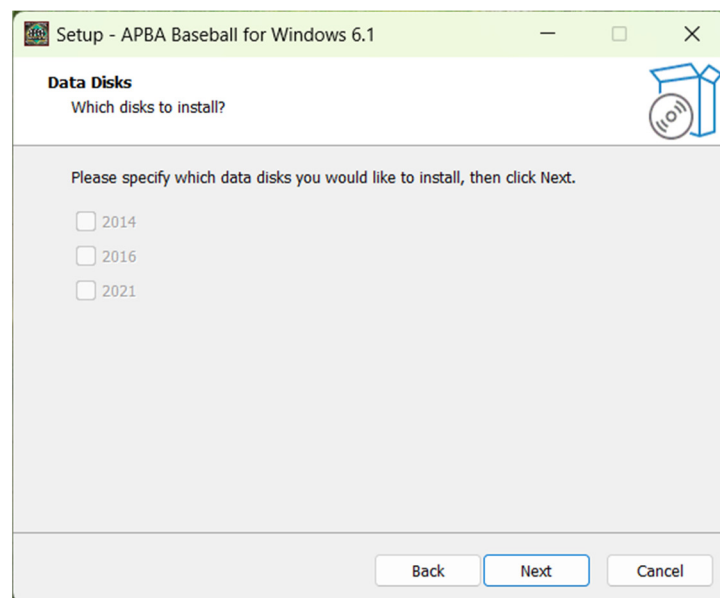 Setup - APBA Baseball for Windows 6.1
Data Disks
Which disks to install?
Please specify which data disks you would like to install, then click Next.
2014
2016
2021
Back Next Cancel